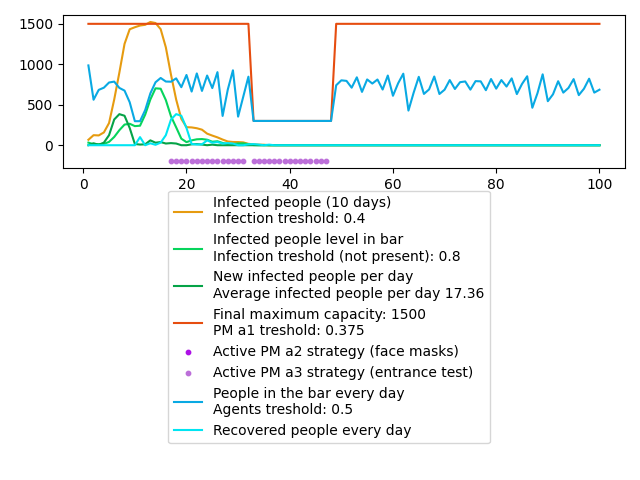 1500
1000
500
0
0 20 40 60 80 100
Infected people (10 days)
Infection treshold: 0.4
Infected people level in bar
Infection treshold (not present): 0.8
New infected people per day
Average infected people per day 17.36
Final maximum capacity: 1500
PM a1 treshold: 0.375
Active PM a2 strategy (face masks)
Active PM a3 strategy (entrance test)
People in the bar every day
Agents treshold: 0.5
Recovered people every day